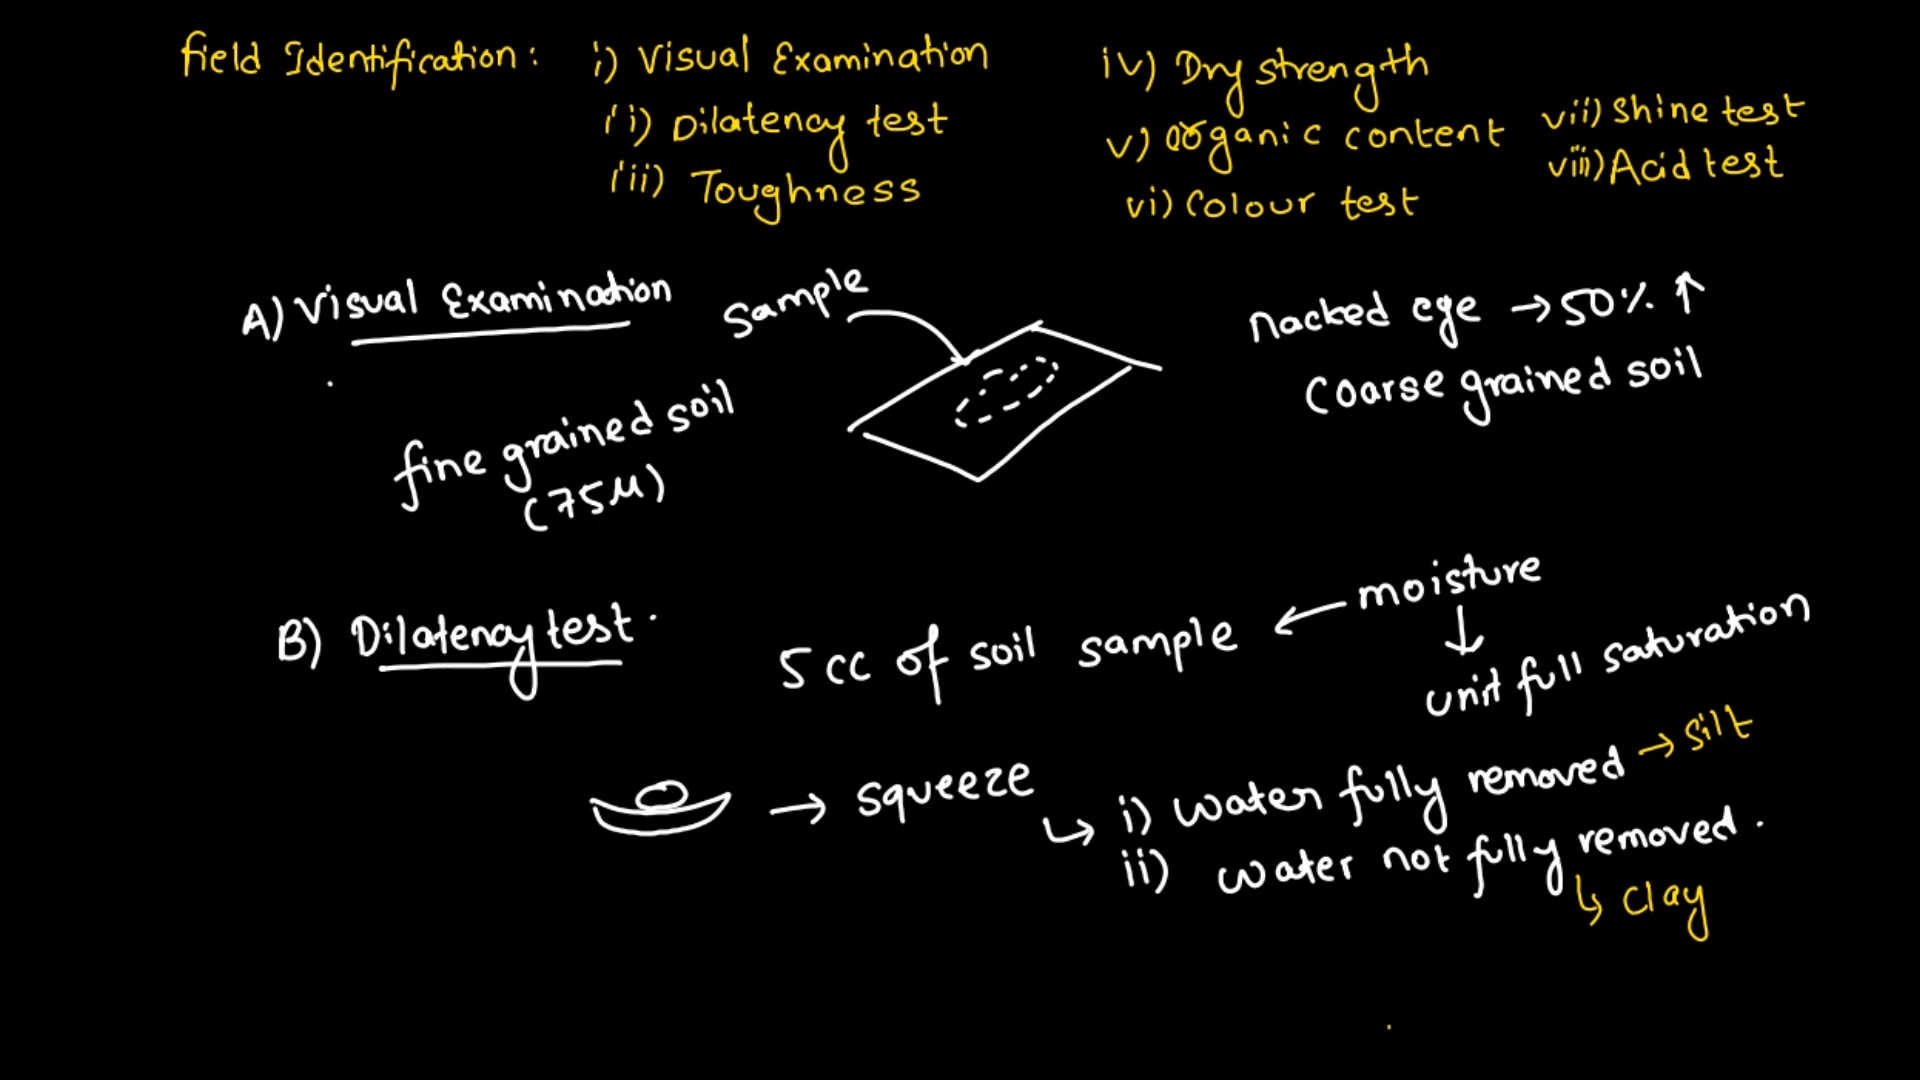 Field Identification: i) Visual Examination
ii) Dilatency test
iii) Toughness
iv) Dry strength
v) organic content
vi) Colour test
vii) Shine test
viii) Acid test
A) Visual Examination
Sample
nacked eye → 50% ↑
Coarse grained soil
fine grained soil
(75μ)
B) Dilatency test.
5 cc of soil sample ← moisture
↓
unit full saturation
→ squeeze
↳ i) water fully removed → silt
ii) water not fully removed.
↳ clay